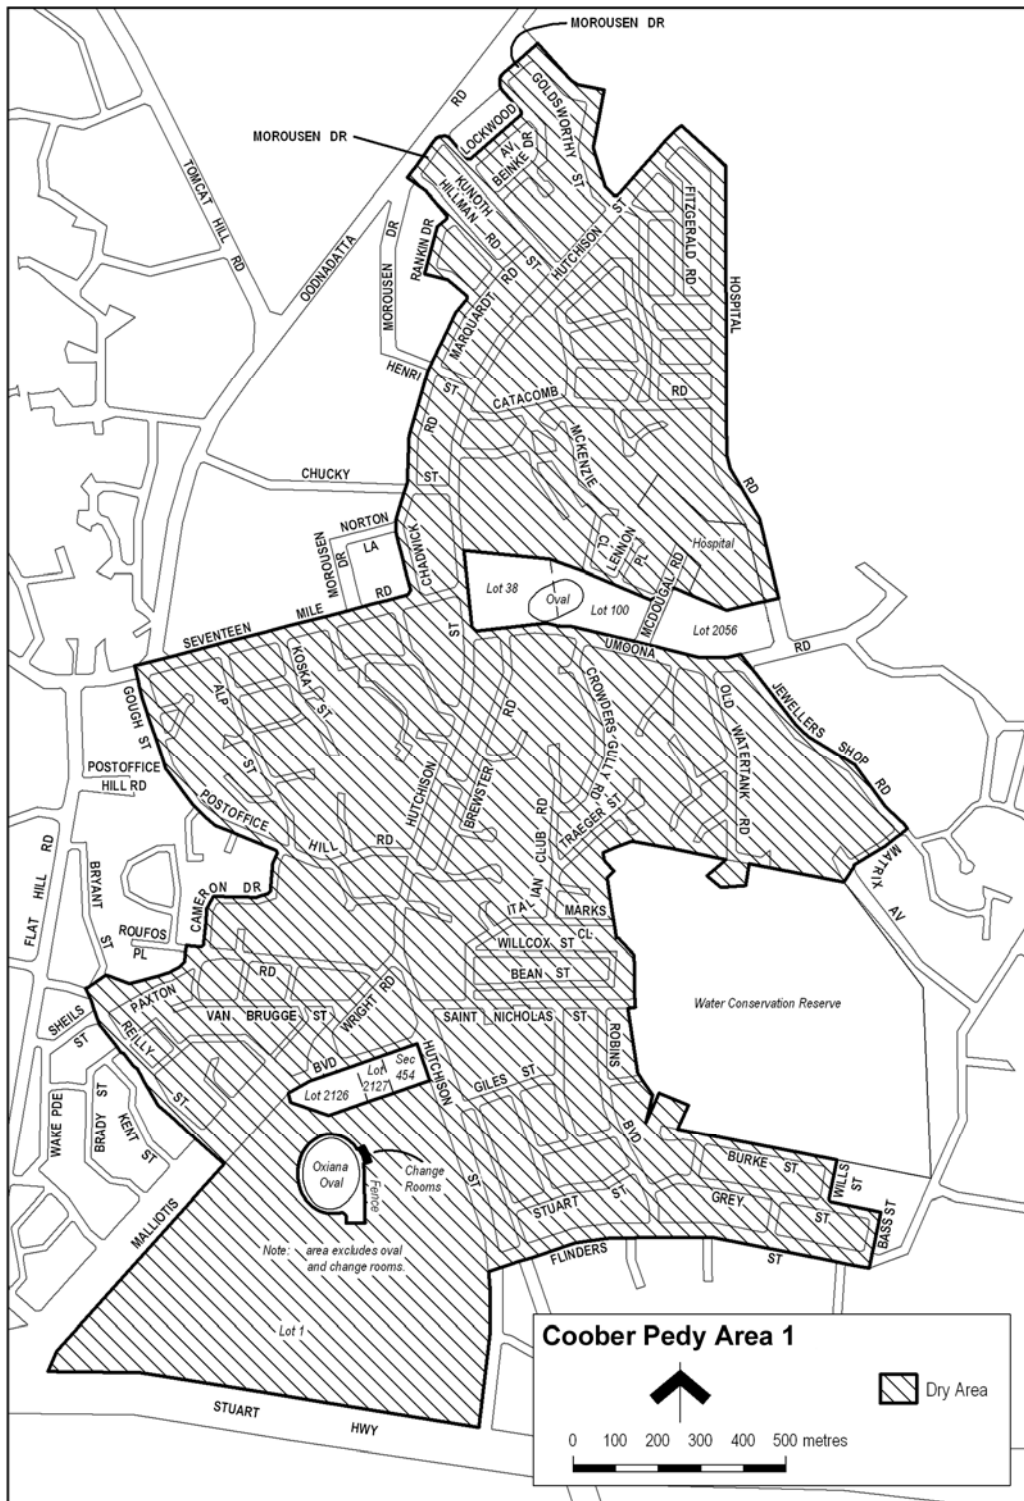 MOROUSEN DR
GOLDSWORTHY ST
RD
LOCKWOOD
MOROUSEN DR
AV
BEINKE DR
TOMCAT HILL RD
KUNOTH ST
HILLMAN RD
FITZGERALD RD
HUTCHISON ST
RANKIN DR
MOROUSEN DR
OODNADATTA
HOSPITAL RD
MARQUARDT RD
HENRI ST
CATACOMB RD
RD
MCKENZIE CL
CHUCKY ST
NORTON LA
MOROUSEN DR
CHADWICK ST
LENNON PL
Hospital
MCDOUGAL RD
Lot 38
Oval
Lot 100
Lot 2056
SEVENTEEN MILE RD
UMOONA RD
KOSKA ST
ALP ST
GOUGH ST
CROWDERS GULLY RD
OLD WATERTANK RD
JEWELLERS SHOP RD
POSTOFFICE
HILL RD
POSTOFFICE HILL RD
HUTCHISON
BREWSTER RD
ITALIAN CLUB RD
TRAEGER ST
MATRIX AV
FLAT HILL RD
BRYANT ST
CAMERON DR
ROUFOS
PL
MARKS CL
WILLCOX ST
BEAN ST
Water Conservation Reserve
PAXTON RD
SHEILS ST
REILLY ST
VAN BRUGGE ST
WRIGHT RD
SAINT NICHOLAS ST
ROBINS BVD
HUTCHISON ST
BVD
Sec
454
Lot
2127
Lot 2126
GILES ST
WAKE PDE
BRADY ST
KENT ST
Oxiana
Oval
Change
Rooms
Fence
BURKE ST
WILLS ST
GREY ST
STUART ST
BASS ST
MALLIOTIS
FLINDERS ST
Note: area excludes oval
and change rooms.
Lot 1
STUART HWY
Coober Pedy Area 1
Dry Area
0 100 200 300 400 500 metres